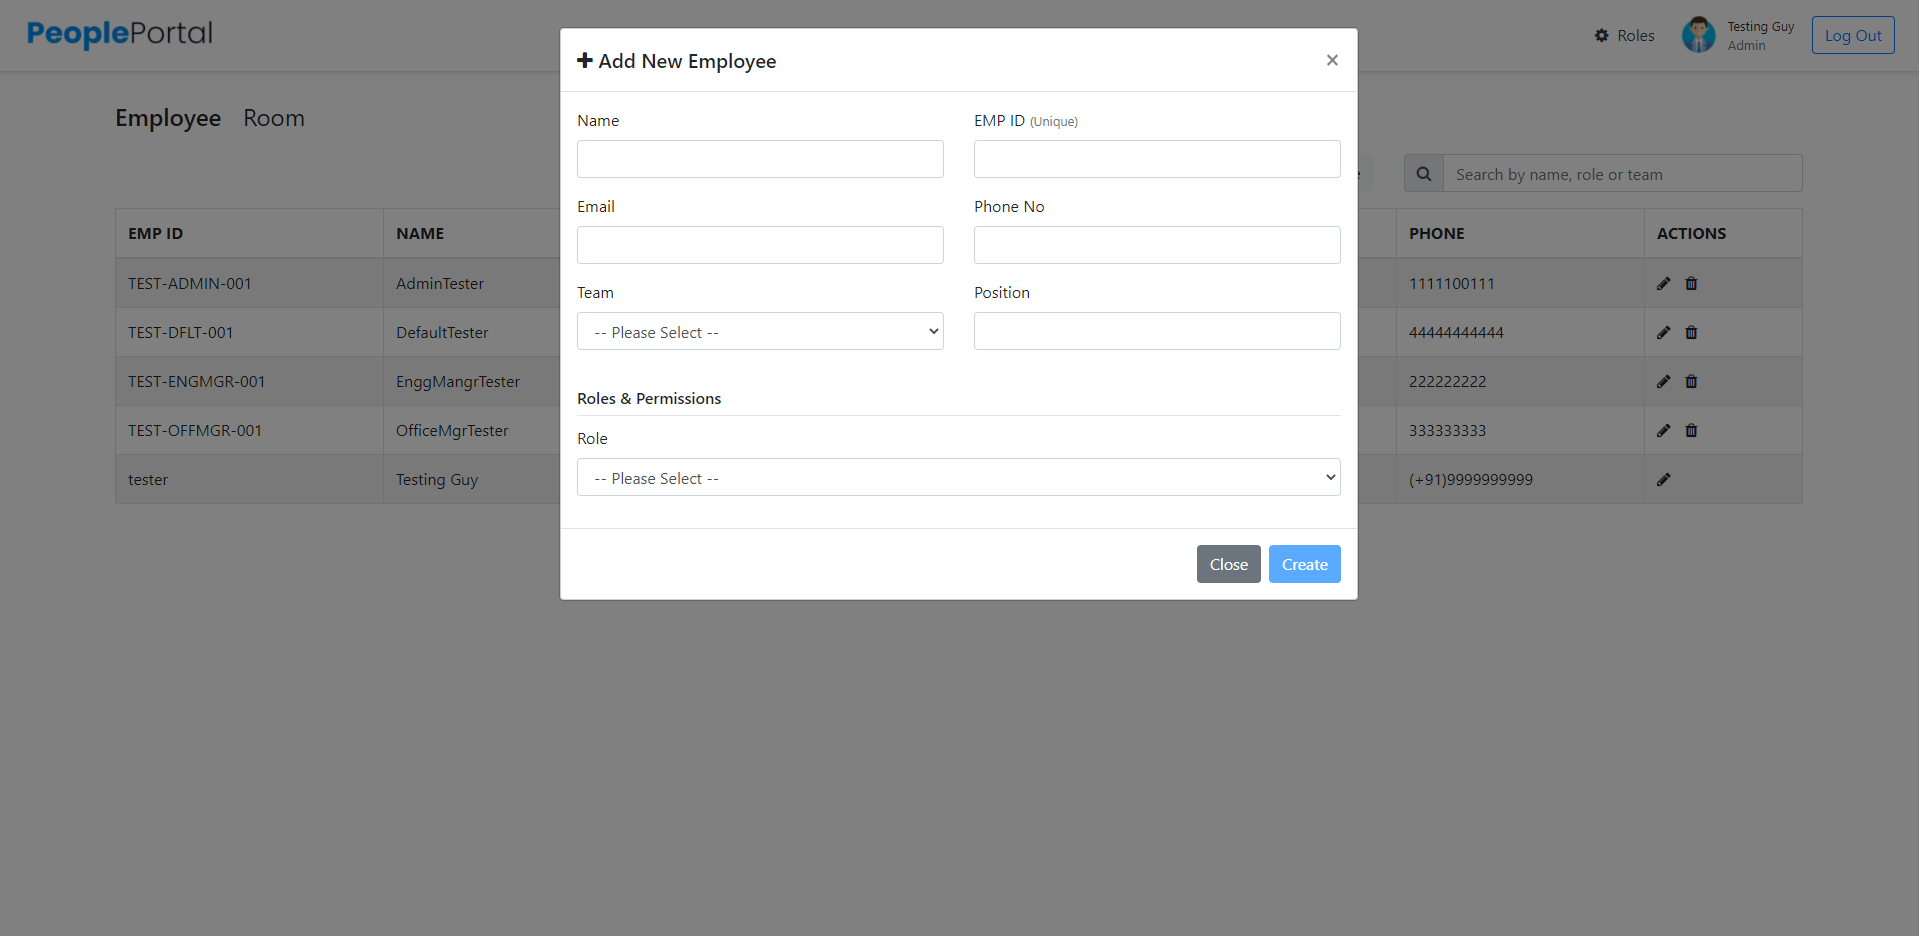 PeoplePortal
Roles
Testing Guy
Admin
Log Out
Employee Room
Search by name, role or team
EMP ID NAME PHONE ACTIONS
TEST-ADMIN-001 AdminTester 1111100111
TEST-DFLT-001 DefaultTester 44444444444
TEST-ENGMGR-001 EnggMangrTester 222222222
TEST-OFFMGR-001 OfficeMgrTester 333333333
tester Testing Guy (+91)9999999999
Add New Employee
×
Name
EMP ID (Unique)
Email
Phone No
Team
-- Please Select --
Position
Roles & Permissions
Role
-- Please Select --
Close Create